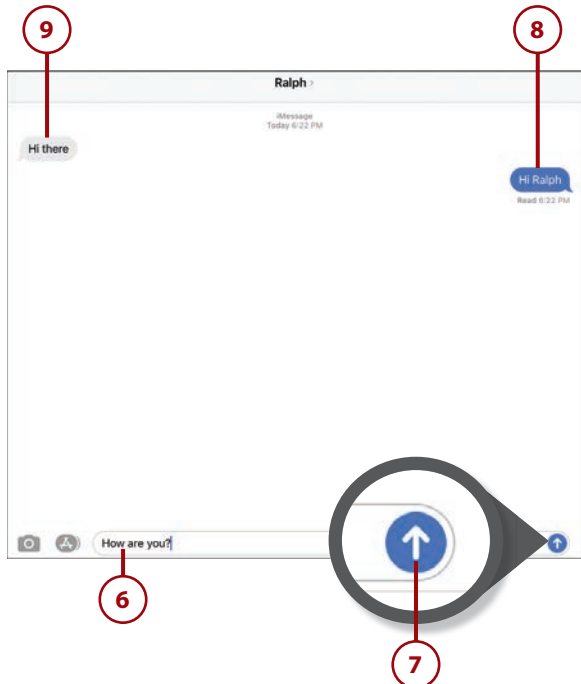 9
8
Ralph >
iMessage
Today 6:22 PM
Hi there
Hi Ralph
Read 6:22 PM
How are you?
6
7